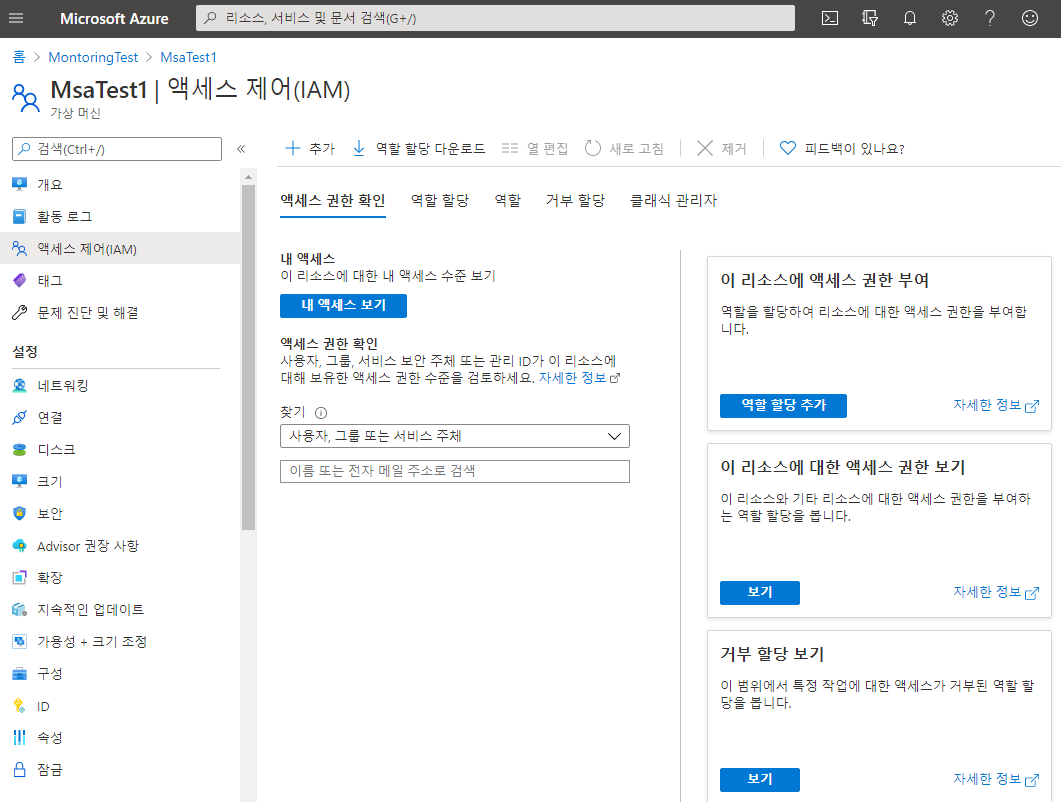 Microsoft Azure
리소스, 서비스 및 문서 검색(G+/)
홈 > MontoringTest > MsaTest1
MsaTest1 | 액세스 제어(IAM)
가상 머신
검색(Ctrl+/)
«
개요
활동 로그
액세스 제어(IAM)
태그
문제 진단 및 해결
설정
네트워킹
연결
디스크
크기
보안
Advisor 권장 사항
확장
지속적인 업데이트
가용성 + 크기 조정
구성
ID
속성
잠금
추가
역할 할당 다운로드
열 편집
새로 고침
제거
피드백이 있나요?
액세스 권한 확인
역할 할당
역할
거부 할당
클래식 관리자
내 액세스
이 리소스에 대한 내 액세스 수준 보기
내 액세스 보기
액세스 권한 확인
사용자, 그룹, 서비스 보안 주체 또는 관리 ID가 이 리소스에
대해 보유한 액세스 권한 수준을 검토하세요. 자세한 정보
찾기
사용자, 그룹 또는 서비스 주체
이름 또는 전자 메일 주소로 검색
이 리소스에 액세스 권한 부여
역할을 할당하여 리소스에 대한 액세스 권한을 부여합
니다.
역할 할당 추가
자세한 정보
이 리소스에 대한 액세스 권한 보기
이 리소스와 기타 리소스에 대한 액세스 권한을 부여하
는 역할 할당을 봅니다.
보기
자세한 정보
거부 할당 보기
이 범위에서 특정 작업에 대한 액세스가 거부된 역할 할
당을 봅니다.
보기
자세한 정보